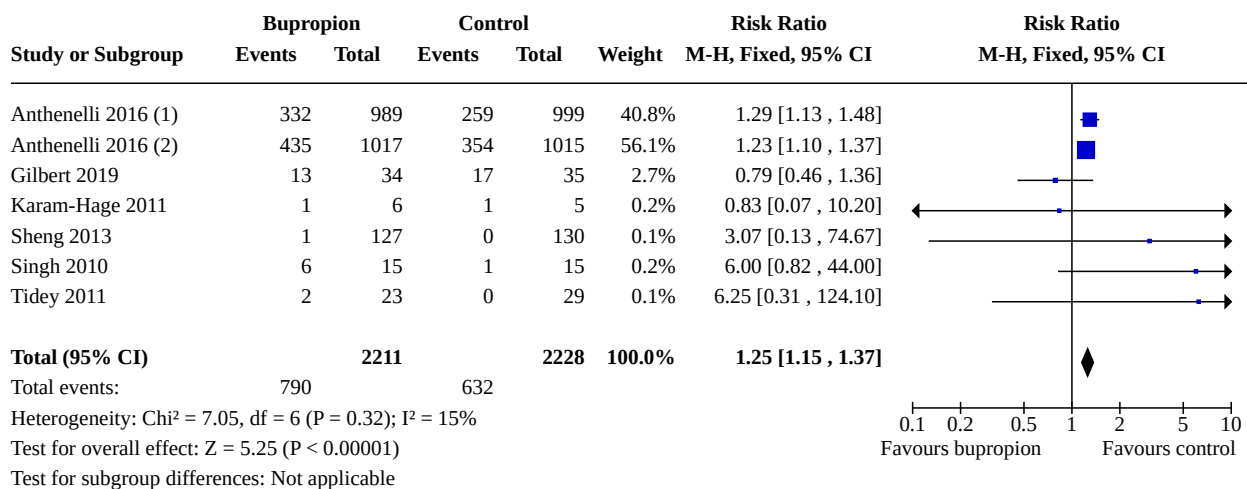 Bupropion Control Risk Ratio Risk Ratio
Study or Subgroup Events Total Events Total Weight M-H, Fixed, 95% CI M-H, Fixed, 95% CI
Anthenelli 2016 (1) 332 989 259 999 40.8% 1.29 [1.13 , 1.48]
Anthenelli 2016 (2) 435 1017 354 1015 56.1% 1.23 [1.10 , 1.37]
Gilbert 2019 13 34 17 35 2.7% 0.79 [0.46 , 1.36]
Karam-Hage 2011 1 6 1 5 0.2% 0.83 [0.07 , 10.20]
Sheng 2013 1 127 0 130 0.1% 3.07 [0.13 , 74.67]
Singh 2010 6 15 1 15 0.2% 6.00 [0.82 , 44.00]
Tidey 2011 2 23 0 29 0.1% 6.25 [0.31 , 124.10]
Total (95% CI) 2211 2228 100.0% 1.25 [1.15 , 1.37]
Total events: 790 632
Heterogeneity: Chi² = 7.05, df = 6 (P = 0.32); I² = 15%
0.1 0.2 0.5 1 2 5 10
Test for overall effect: Z = 5.25 (P < 0.00001)
Favours bupropion Favours control
Test for subgroup differences: Not applicable